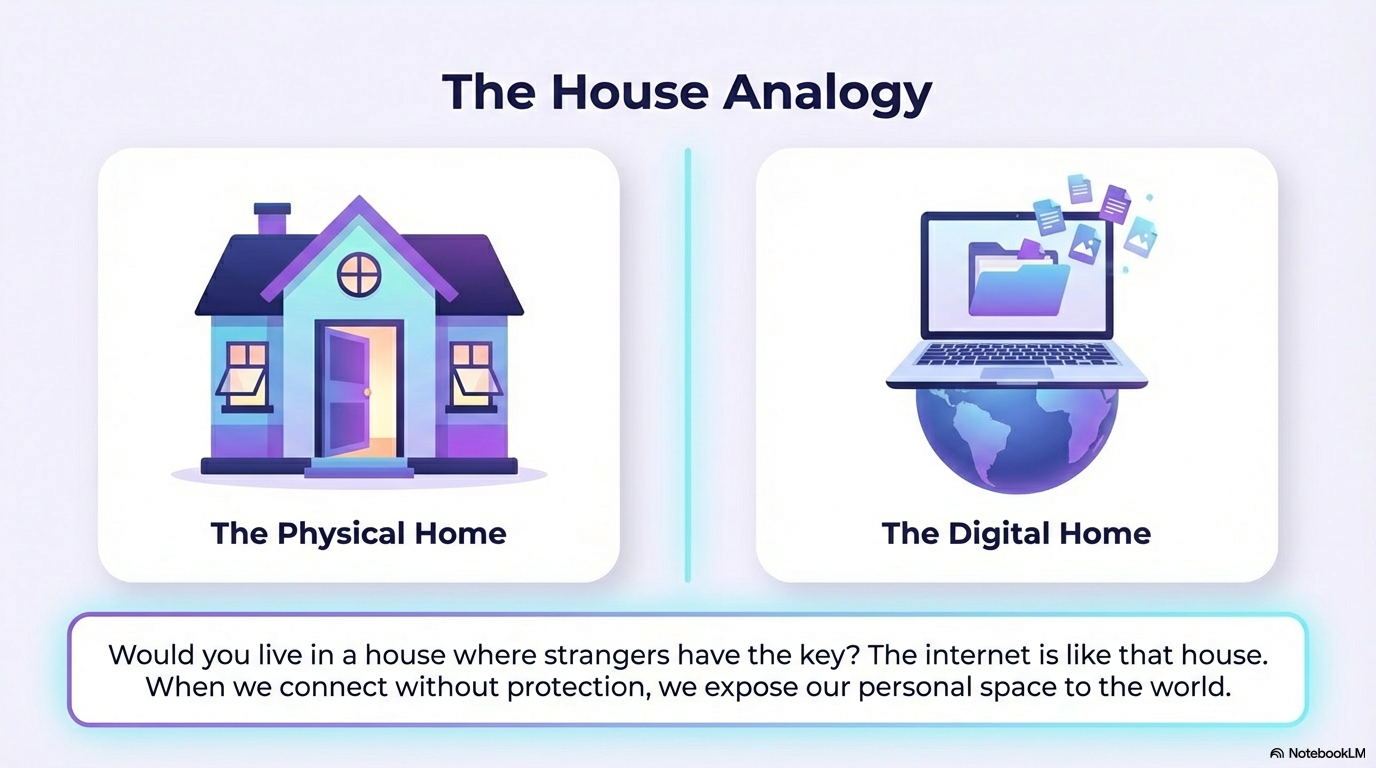 The House Analogy
The Physical Home
The Digital Home
Would you live in a house where strangers have the key? The internet is like that house.
When we connect without protection, we expose our personal space to the world.
NotebookLM